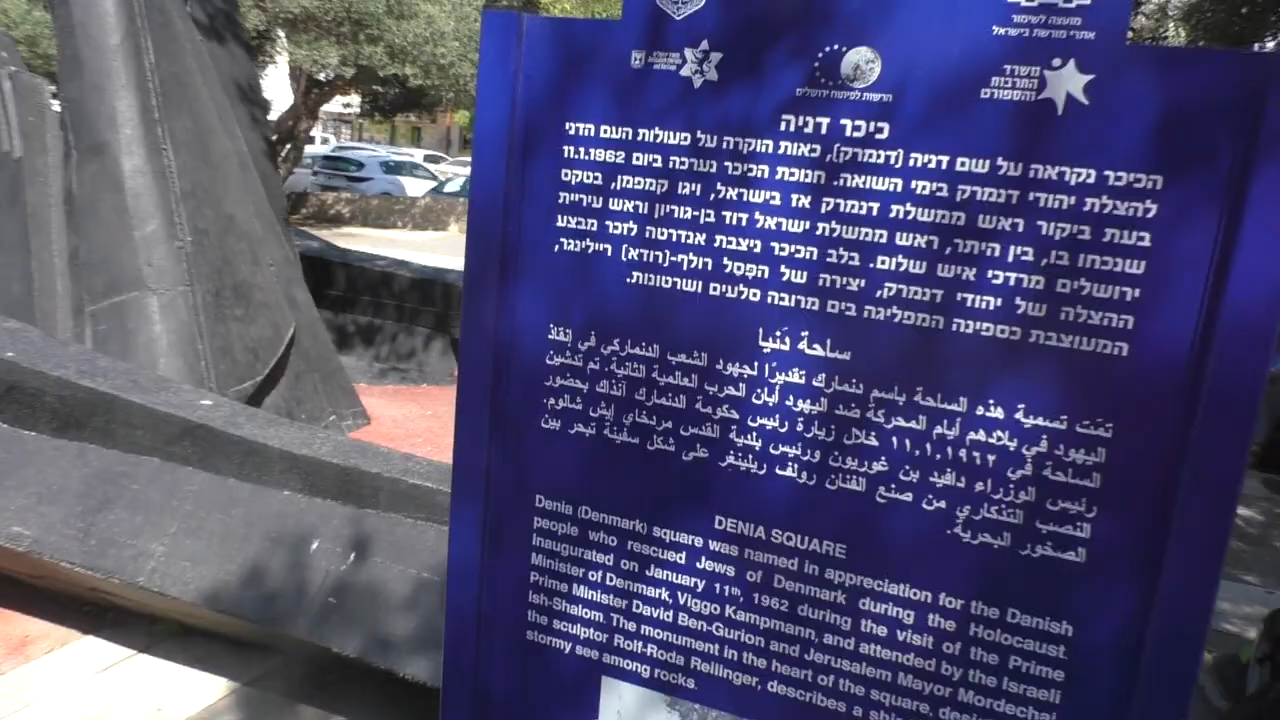 מועצה לשימור
אתרי מורשת בישראל
הרשות לפיתוח ירושלים
משרד
התרבות
והספורט
כיכר דניה
הכיכר נקראה על שם דניה (דנמרק), כאות הוקרה על פעולות העם הדני
להצלת יהודי דנמרק בימי השואה. חנוכת הכיכר נערכה ביום 11.1.1962
בעת ביקור ראש ממשלת דנמרק אז בישראל, ויגו קמפמן, בטקס
שנכחו בו, בין היתר, ראש ממשלת ישראל דוד בן-גוריון וראש עיריית
ירושלים מרדכי איש שלום. בלב הכיכר ניצבת אנדרטה לזכר מבצע
ההצלה של יהודי דנמרק, יצירה של הפַּסָל רולף-(רודא) ריילינגר,
המעוצבת כספינה המפליגה בים מרובה סלעים ושרטונות.
ساحة دَنيا
تمّت تسمية هذه الساحة باسم دنمارك تقديرًا لجهود الشعب الدنماركي في إنقاذ
اليهود في بلادهم أيام المحركة ضد اليهود أبان الحرب العالمية الثانية. تم تدشين
الساحة في ١١,١,١٩٦٢ خلال زيارة رئيس حكومة الدنمارك آنذاك بحضور
رئيس الوزراء دافيد بن غوريون ورئيس بلدية القدس مردخاي إيش شالوم.
النصب التذكاري من صنع الفنان رولف ريلينغر على شكل سفينة تبحر بين
الصخور البحرية.
DENIA SQUARE
Denia (Denmark) square was named in appreciation for the Danish
people who rescued Jews of Denmark during the Holocaust.
Inaugurated on January 11th, 1962 during the visit of the Prime
Minister of Denmark, Viggo Kampmann, and attended by the Israeli
Prime Minister David Ben-Gurion and Jerusalem Mayor Mordechai
Ish-Shalom. The monument in the heart of the square,
the sculptor Rolf-Roda Reilinger, describes a
stormy see among rocks.